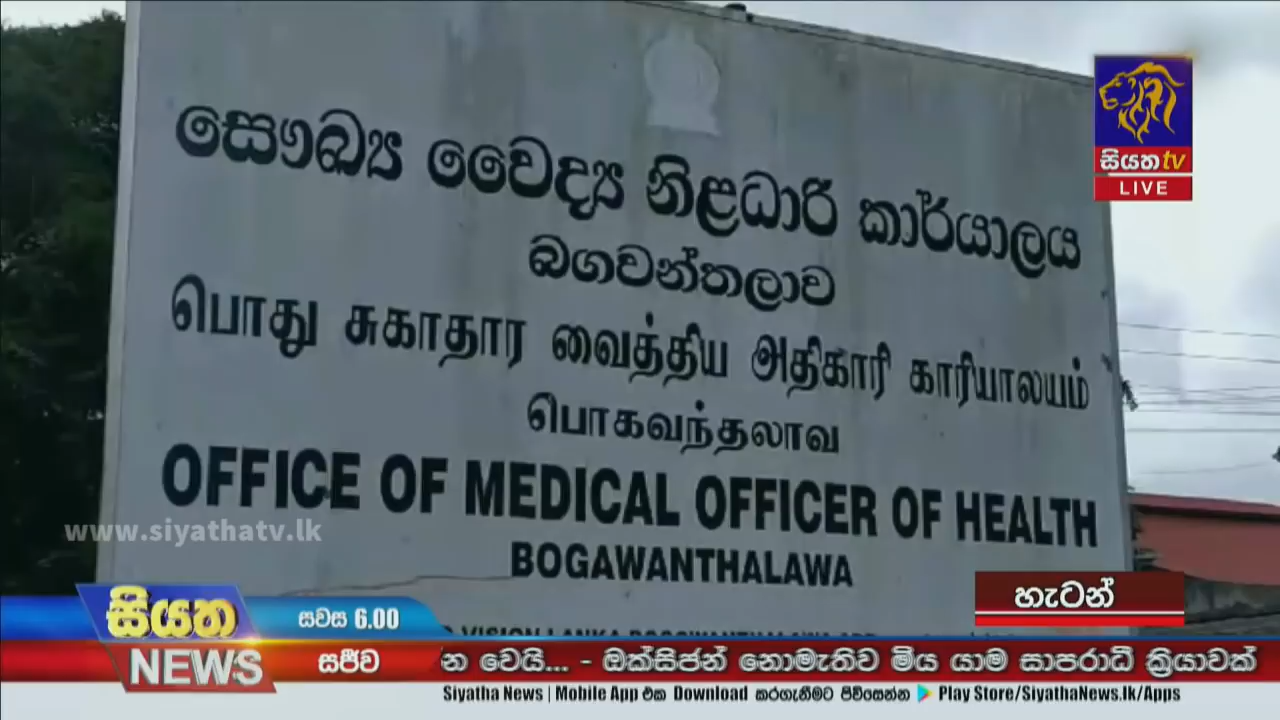 සියත tv
LIVE
සෞඛ්‍ය වෛද්‍ය නිළධාරි කාර්යාලය
බගවන්තලාව
பொது சுகாதார வைத்திய அதிகாரி காரியாலயம்
பொகவந்தலாவ
OFFICE OF MEDICAL OFFICER OF HEALTH
BOGAWANTHALAWA
www.siyathatv.lk
හැටන්
සියත
NEWS
සවස 6.00
සජීව
න වෙයි... - ඔක්සිජන් නොමැතිව මිය යාම සාපරාධී ක්‍රියාවක්
Siyatha News | Mobile App එක Download කරගැනීමට පිවිසෙන්න Play Store/SiyathaNews.lk/Apps